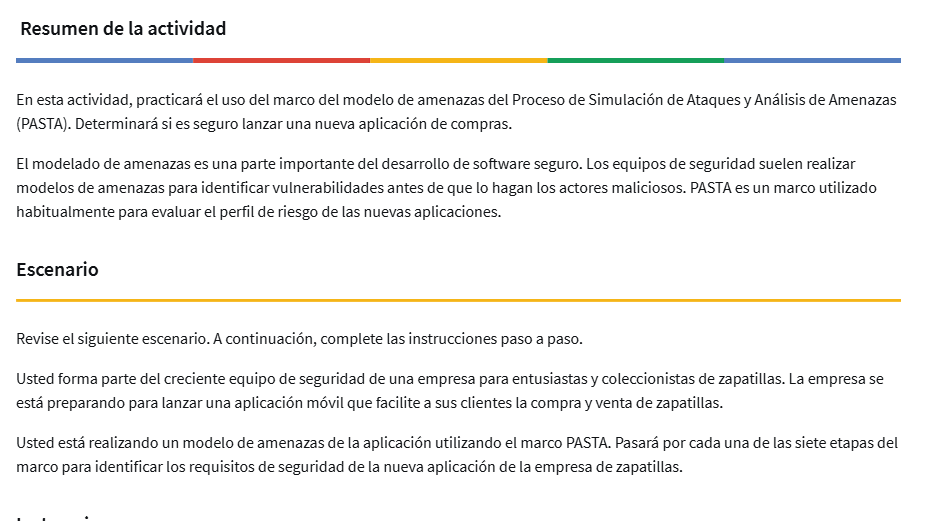 Resumen de la actividad
En esta actividad, practicará el uso del marco del modelo de amenazas del Proceso de Simulación de Ataques y Análisis de Amenazas
(PASTA). Determinará si es seguro lanzar una nueva aplicación de compras.
El modelado de amenazas es una parte importante del desarrollo de software seguro. Los equipos de seguridad suelen realizar
modelos de amenazas para identificar vulnerabilidades antes de que lo hagan los actores maliciosos. PASTA es un marco utilizado
habitualmente para evaluar el perfil de riesgo de las nuevas aplicaciones.
Escenario
Revise el siguiente escenario. A continuación, complete las instrucciones paso a paso.
Usted forma parte del creciente equipo de seguridad de una empresa para entusiastas y coleccionistas de zapatillas. La empresa se
está preparando para lanzar una aplicación móvil que facilite a sus clientes la compra y venta de zapatillas.
Usted está realizando un modelo de amenazas de la aplicación utilizando el marco PASTA. Pasará por cada una de las siete etapas del
marco para identificar los requisitos de seguridad de la nueva aplicación de la empresa de zapatillas.